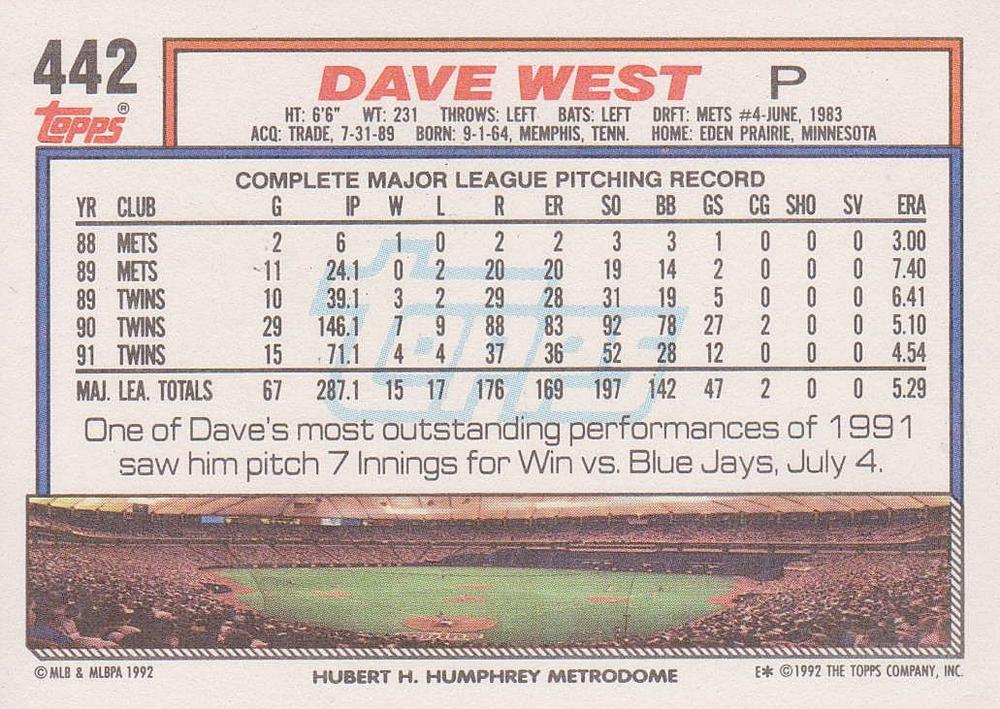 442
Topps®
DAVE WEST P
HT: 6'6" WT: 231 THROWS: LEFT BATS: LEFT DRFT: METS #4-JUNE, 1983
ACQ: TRADE, 7-31-89 BORN: 9-1-64, MEMPHIS, TENN. HOME: EDEN PRAIRIE, MINNESOTA
COMPLETE MAJOR LEAGUE PITCHING RECORD
YR CLUB G IP W L R ER SO BB GS CG SHO SV ERA
88 METS 2 6 1 0 2 2 3 3 1 0 0 0 3.00
89 METS 11 24.1 0 2 20 20 19 14 2 0 0 0 7.40
89 TWINS 10 39.1 3 2 29 28 31 19 5 0 0 0 6.41
90 TWINS 29 146.1 7 9 88 83 92 78 27 2 0 0 5.10
91 TWINS 15 71.1 4 4 37 36 52 28 12 0 0 0 4.54
MAJ. LEA. TOTALS 67 287.1 15 17 176 169 197 142 47 2 0 0 5.29
Topps
One of Dave's most outstanding performances of 1991
saw him pitch 7 Innings for Win vs. Blue Jays, July 4.
© MLB & MLBPA 1992 HUBERT H. HUMPHREY METRODOME E* © 1992 THE TOPPS COMPANY, INC.